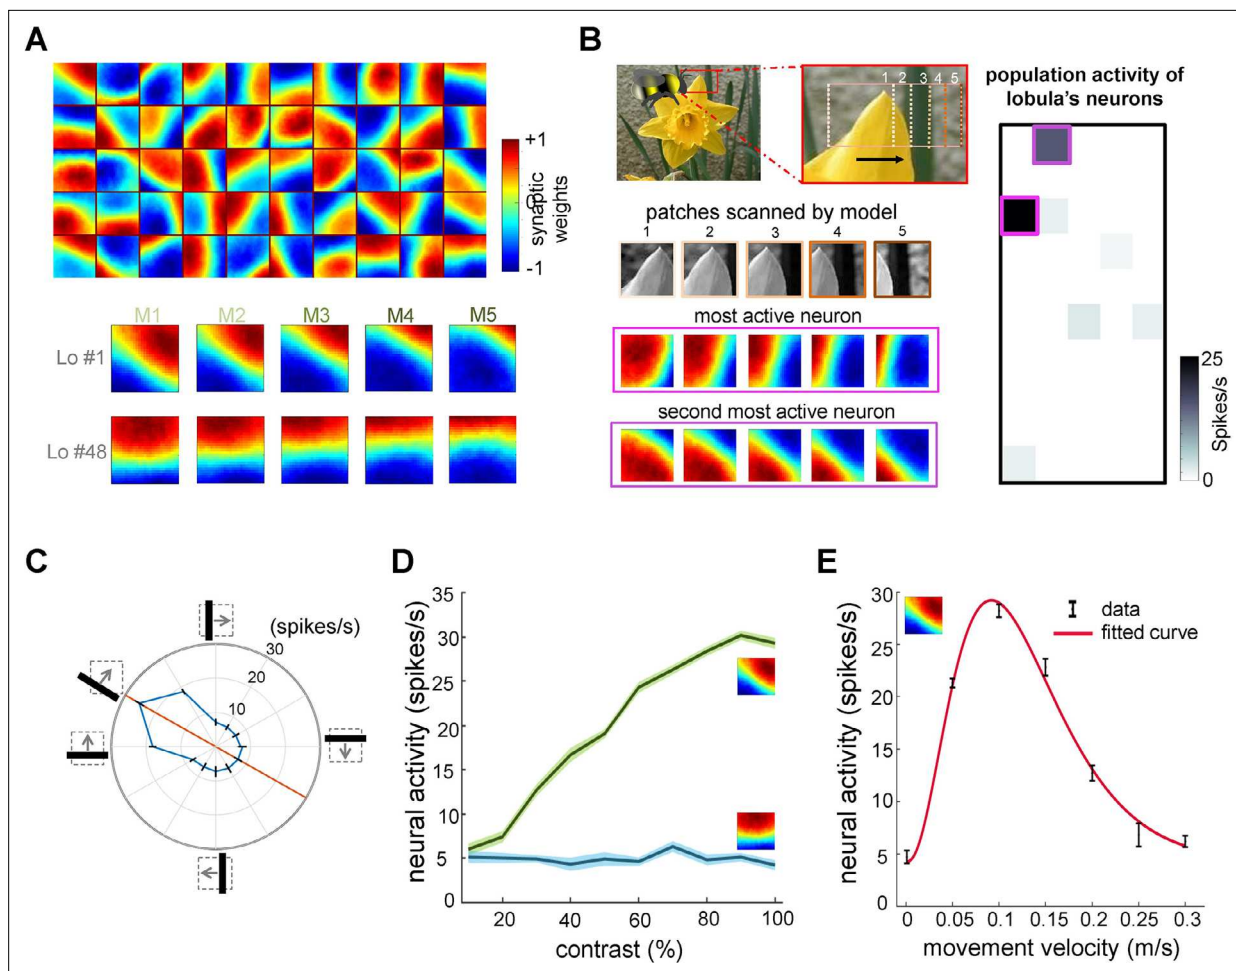 A
+1
0
-1
synaptic
weights
M1 M2 M3 M4 M5
Lo #1
Lo #48
B
1 2 3 4 5
patches scanned by model
1 2 3 4 5
most active neuron
second most active neuron
population activity of
lobula's neurons
25
0
Spikes/s
C
(spikes/s)
30
20
10
D
neural activity (spikes/s)
35
30
25
20
15
10
5
0
20 40 60 80 100
contrast (%)
E
neural activity (spikes/s)
30
25
20
15
10
5
0
data
fitted curve
0 0.05 0.1 0.15 0.2 0.25 0.3
movement velocity (m/s)